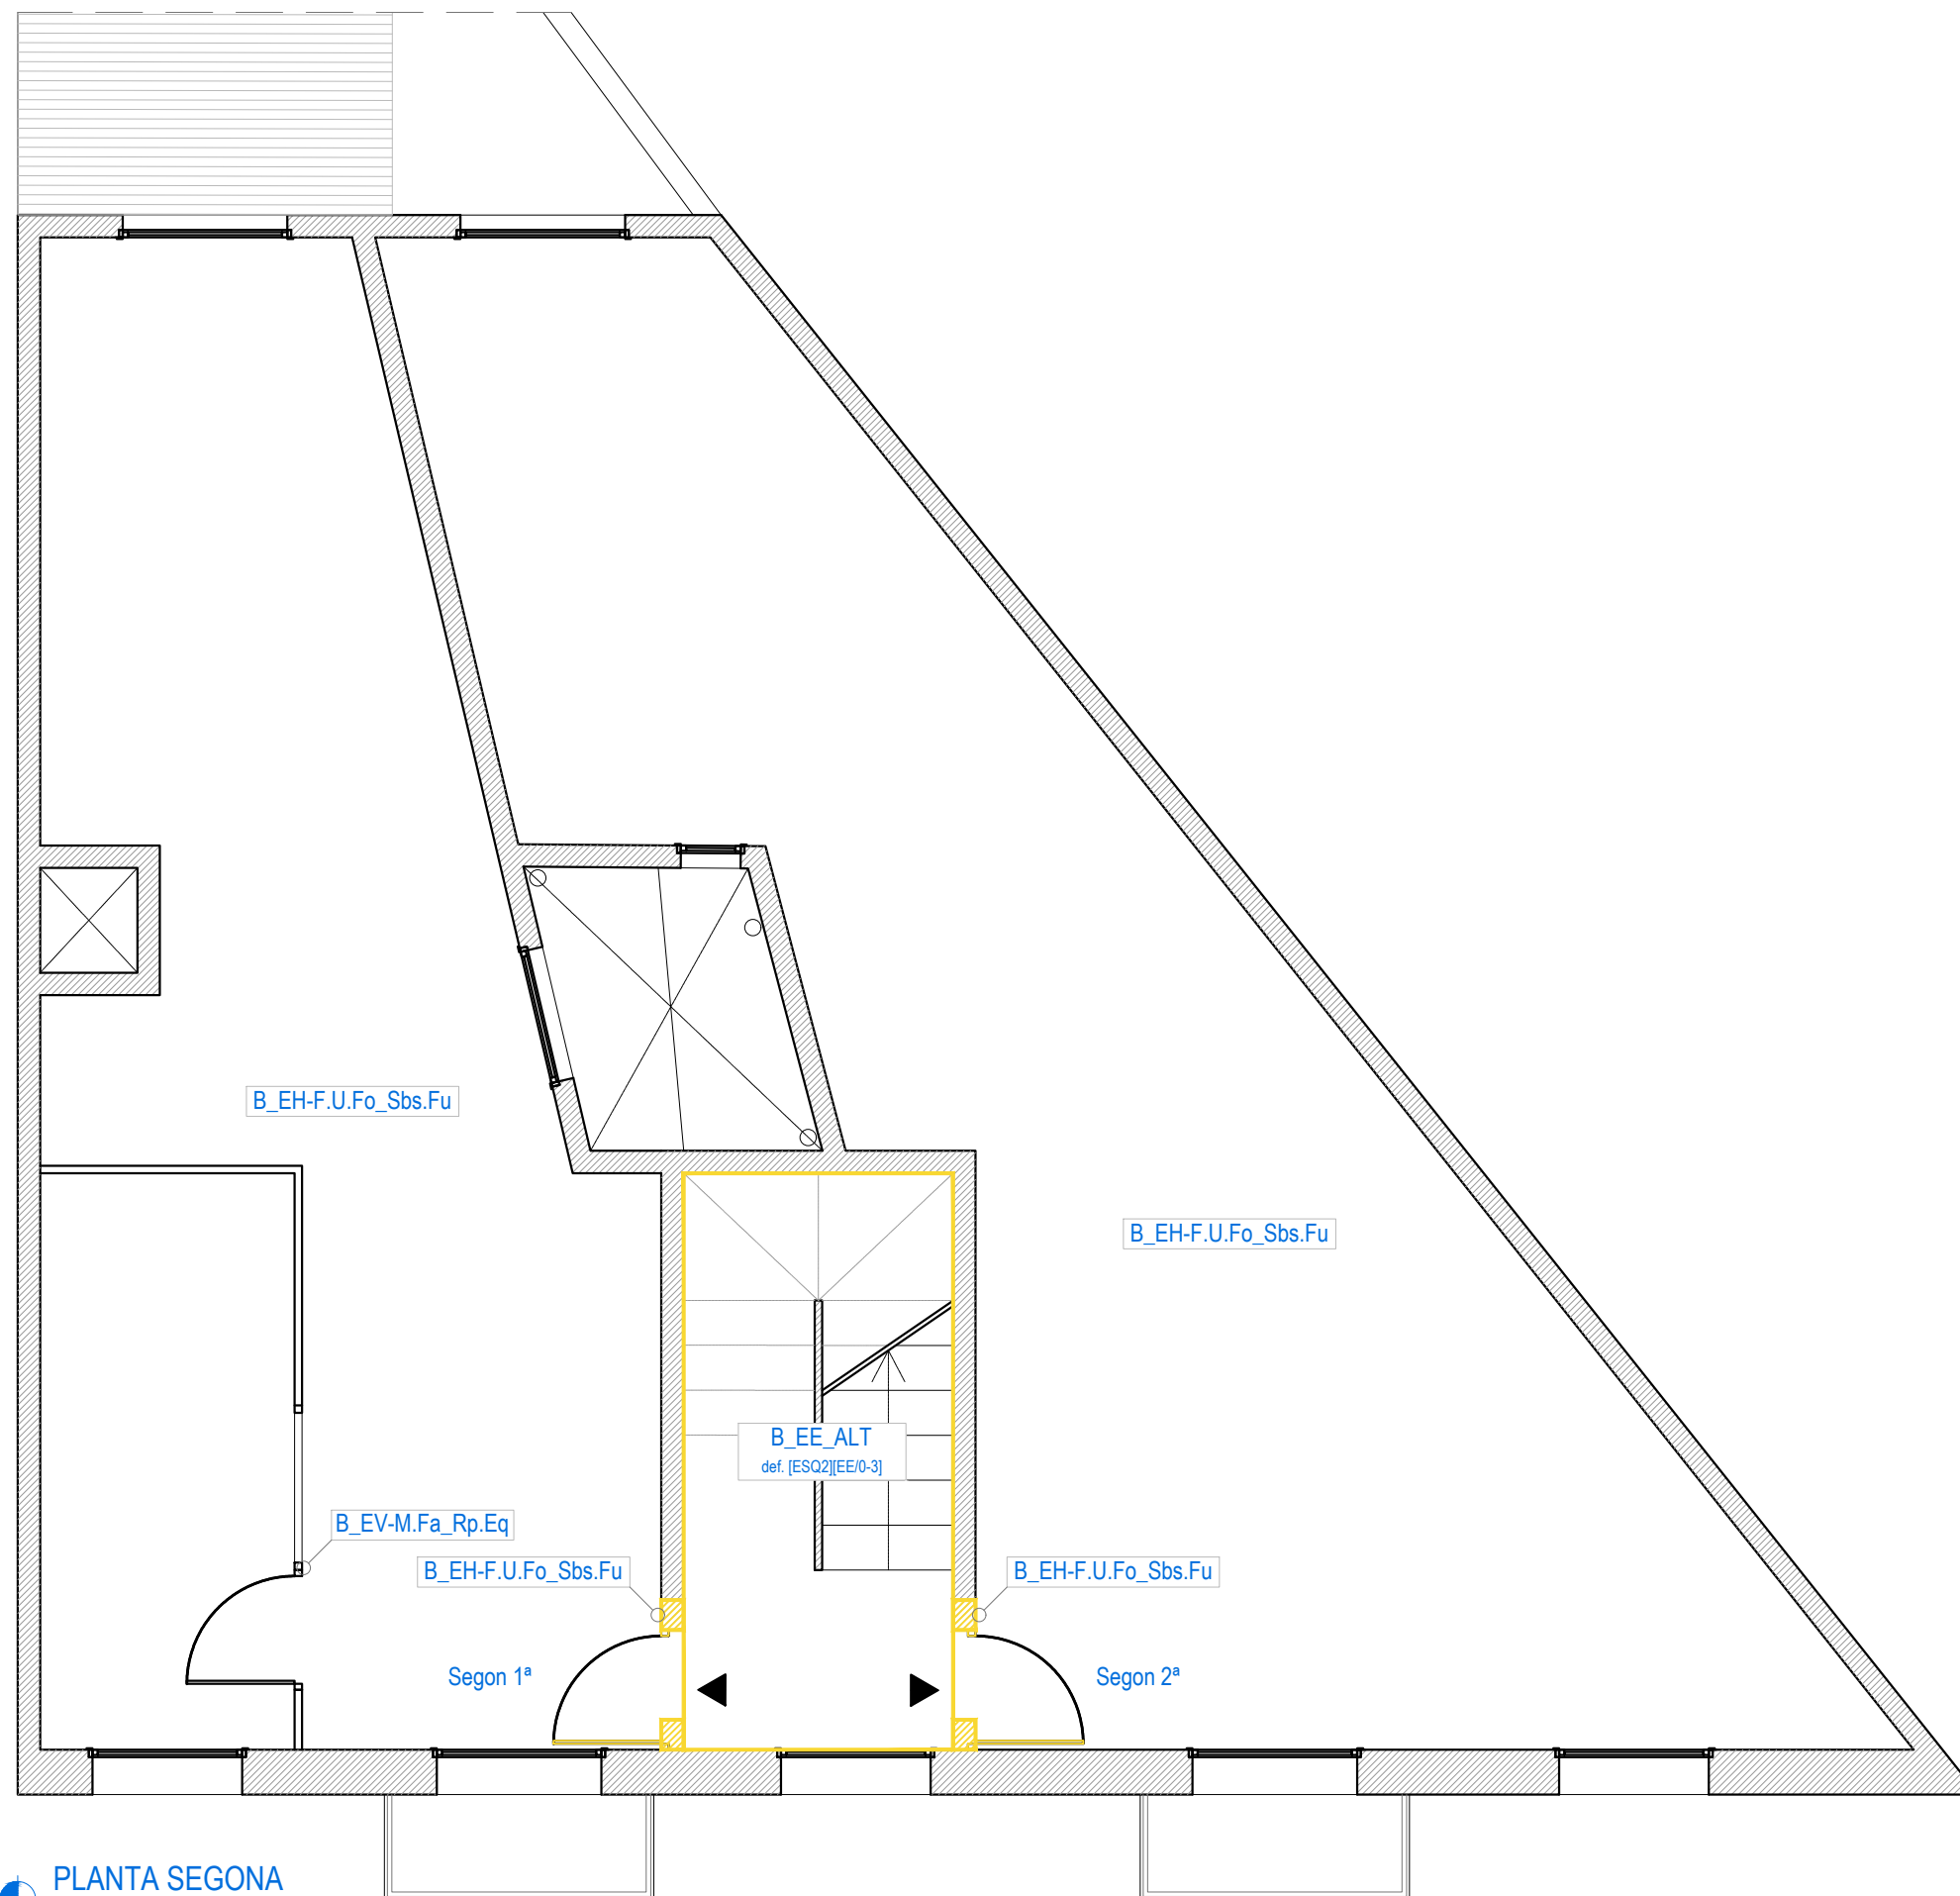 B_EH-F.U.Fo_Sbs.Fu
B_EH-F.U.Fo_Sbs.Fu
B_EE_ALT
def. [ESQ2][EE/0-3]
B_EV-M.Fa_Rp.Eq
B_EH-F.U.Fo_Sbs.Fu
B_EH-F.U.Fo_Sbs.Fu
Segon 1ª
Segon 2ª
PLANTA SEGONA